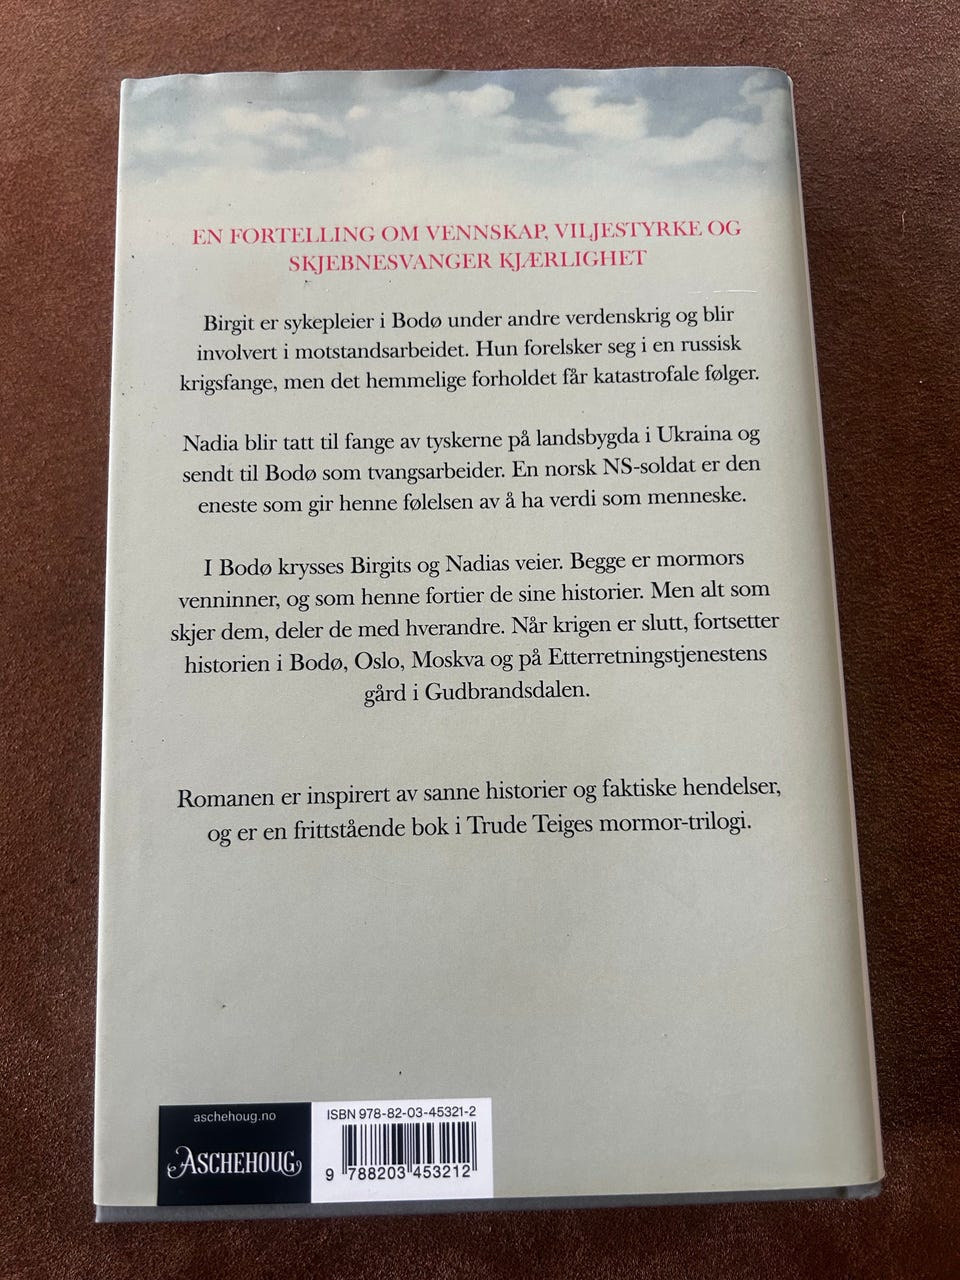 EN FORTELLING OM VENNSKAP, VILJESTYRKE OG
SKJEBNESVANGER KJÆRLIGHET
Birgit er sykepleier i Bodø under andre verdenskrig og blir
involvert i motstandsarbeidet. Hun forelsker seg i en russisk
krigsfange, men det hemmelige forholdet får katastrofale følger.
Nadia blir tatt til fange av tyskerne på landsbygda i Ukraina og
sendt til Bodø som tvangsarbeider. En norsk NS-soldat er den
eneste som gir henne følelsen av å ha verdi som menneske.
I Bodø krysses Birgits og Nadias veier. Begge er mormors
venninner, og som henne fortier de sine historier. Men alt som
skjer dem, deler de med hverandre. Når krigen er slutt, fortsetter
historien i Bodø, Oslo, Moskva og på Etterretningstjenestens
gård i Gudbrandsdalen.
Romanen er inspirert av sanne historier og faktiske hendelser,
og er en frittstående bok i Trude Teiges mormor-trilogi.
aschehoug.no
ASCHEHOUG
ISBN 978-82-03-45321-2
9 788203 453212